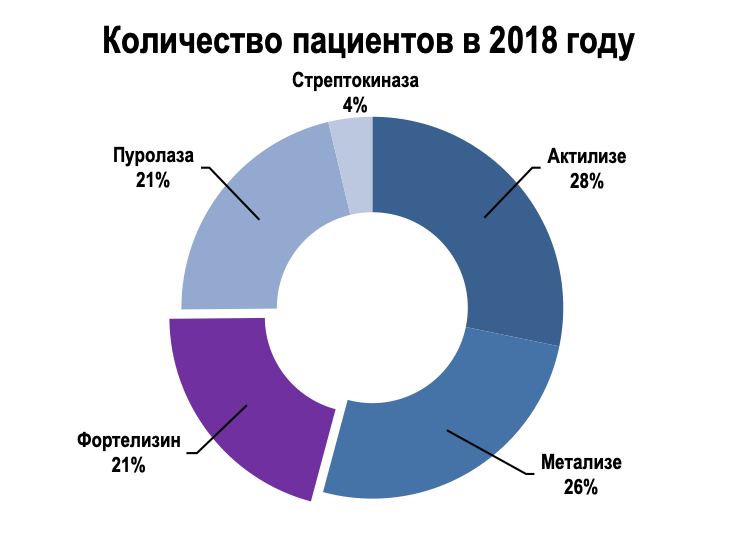 Количество пациентов в 2018 году
Стрептокиназа
4%
Пуролаза
21%
Актилизе
28%
Фортелизин
21%
Метализе
26%